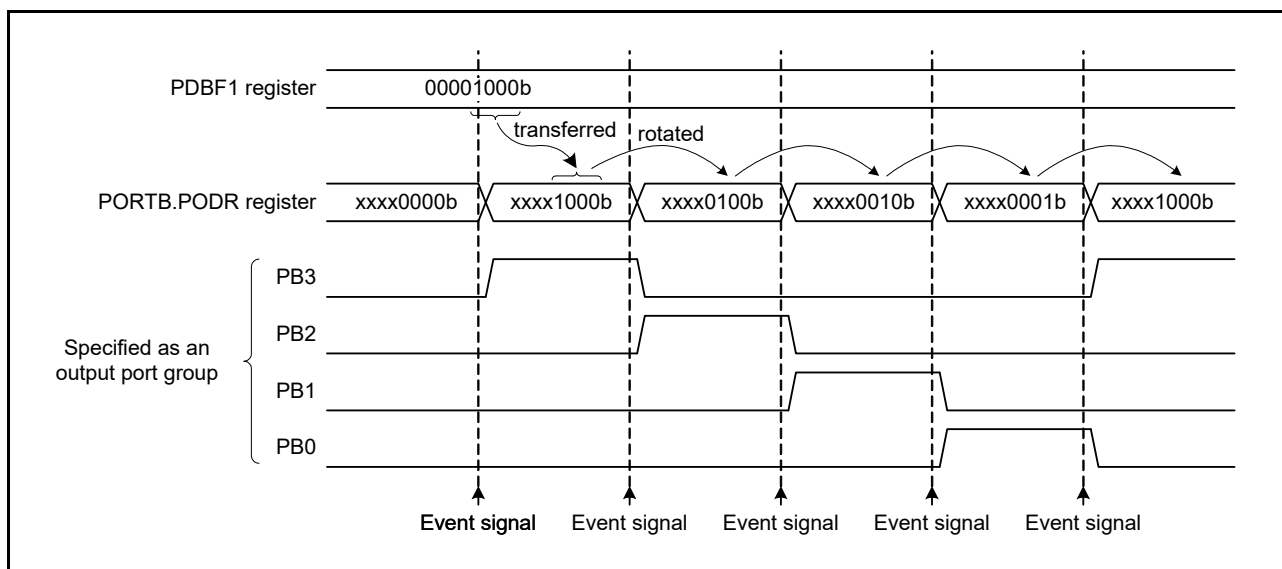 PDBF1 register
00001000b
transferred
rotated
PORTB.PODR register
xxxx0000b
xxxx1000b
xxxx0100b
xxxx0010b
xxxx0001b
xxxx1000b
Specified as an
output port group
PB3
PB2
PB1
PB0
Event signal
Event signal
Event signal
Event signal
Event signal